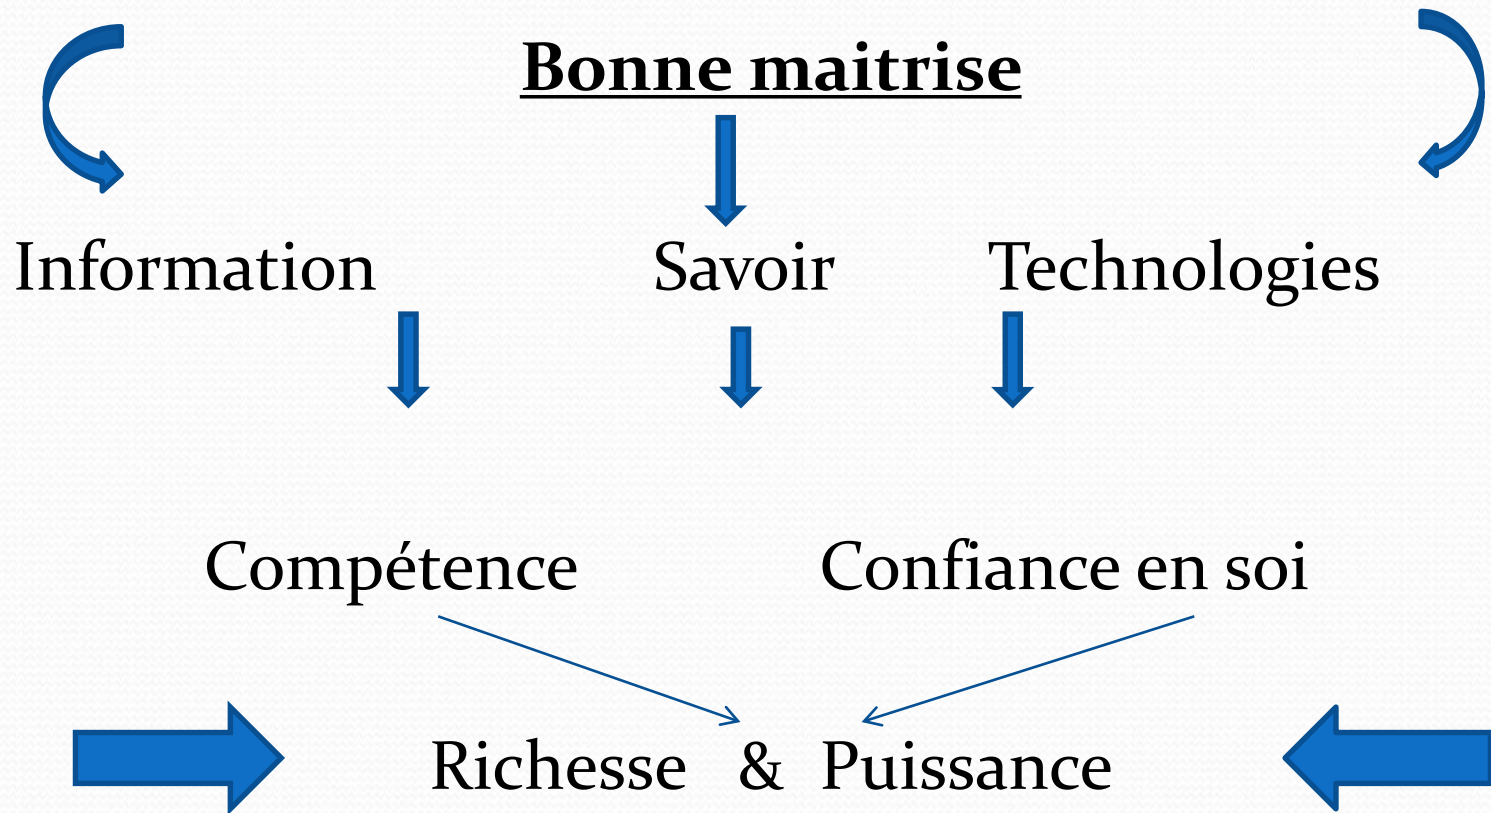 Bonne maitrise
Information Savoir Technologies
Compétence Confiance en soi
Richesse & Puissance